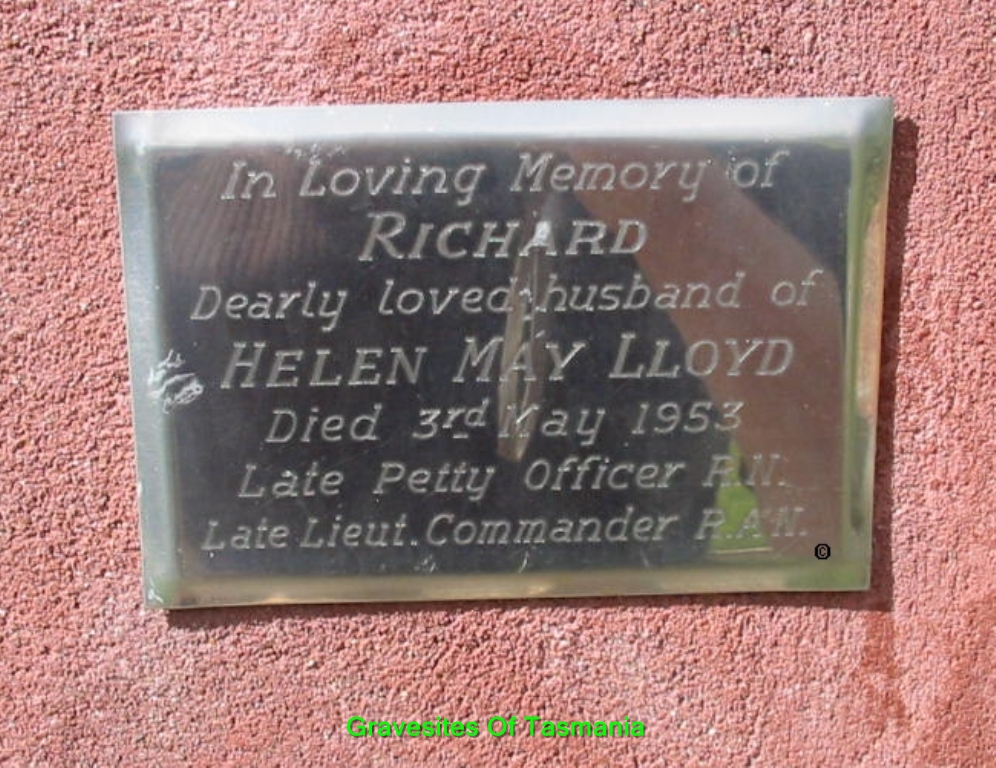 In Loving Memory of
RICHARD
Dearly loved husband of
HELEN MAY LLOYD
Died 3rd May 1953
Late Petty Officer R.N.
Late Lieut. Commander R.A.N.
©
Gravesites Of Tasmania